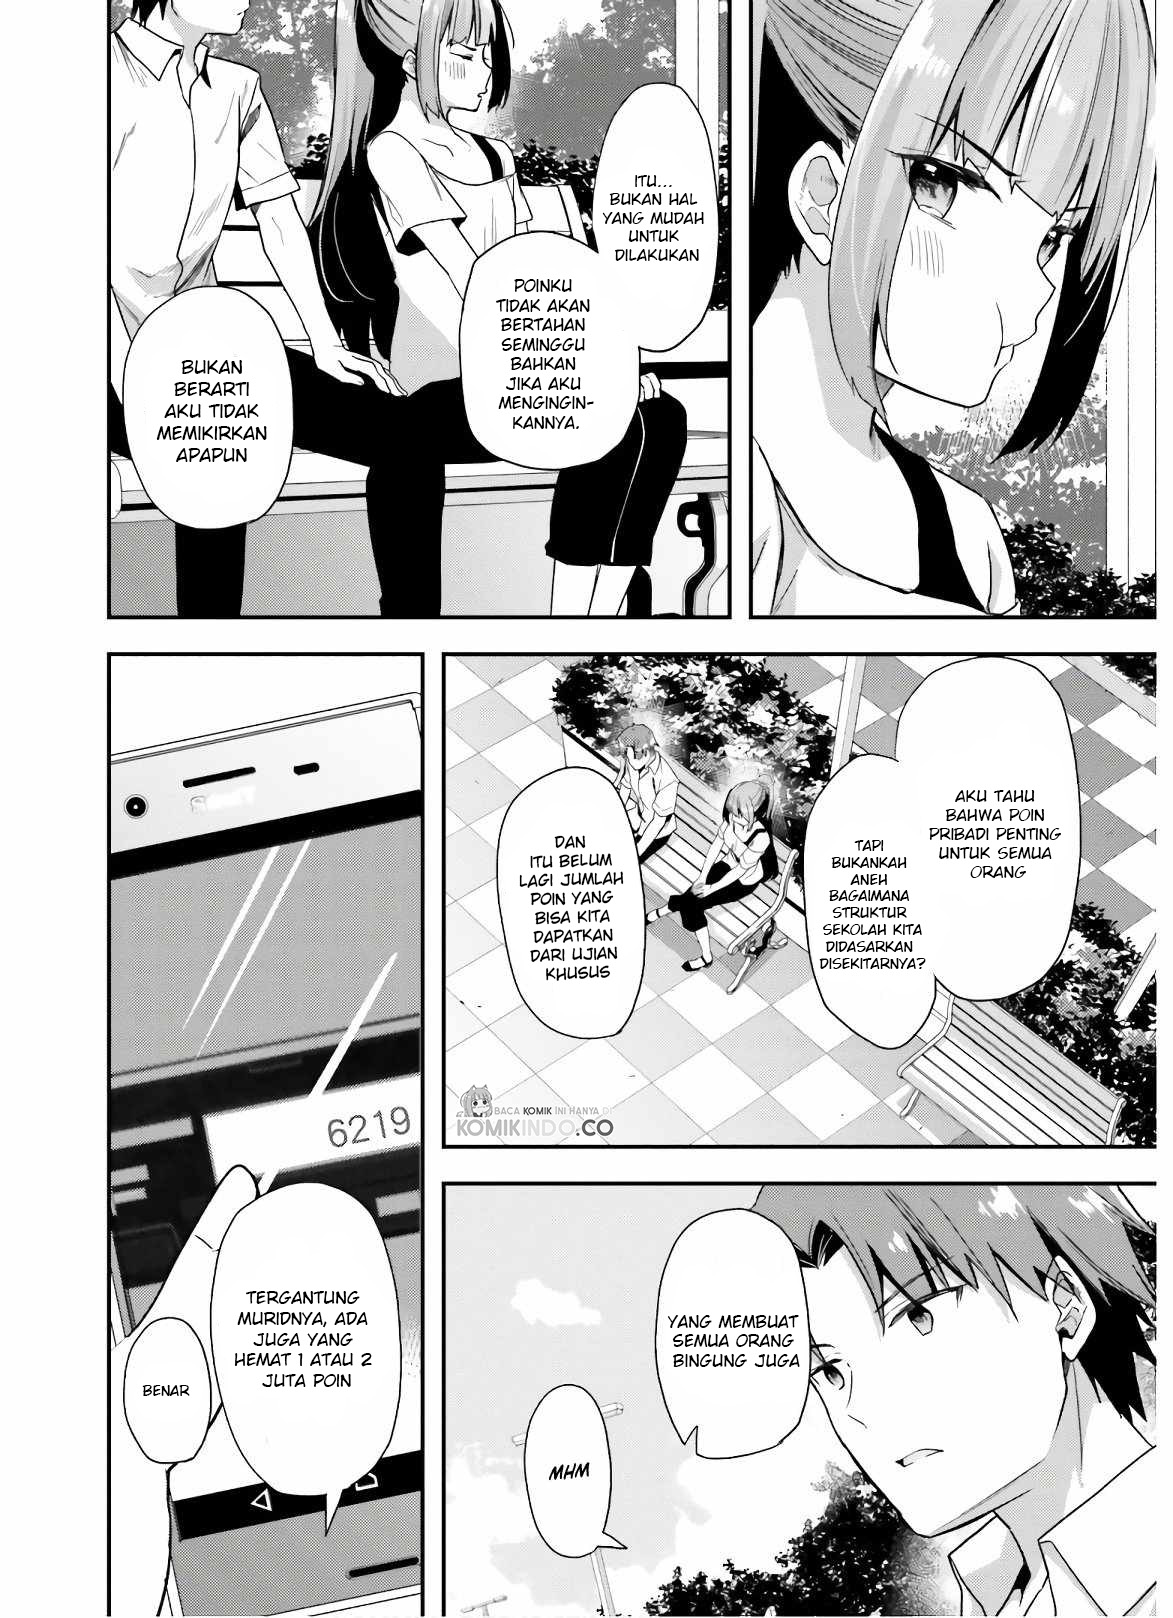 ITU...
BUKAN HAL
YANG MUDAH
UNTUK
DILAKUKAN
POINKU
TIDAK AKAN
BERTAHAN
SEMINGGU
BAHKAN
JIKA AKU
MENGINGIN-
KANNYA.
BUKAN
BERARTI
AKU TIDAK
MEMIKIRKAN
APAPUN
AKU TAHU
BAHWA POIN
PRIBADI PENTING
UNTUK SEMUA
ORANG
TAPI
BUKANKAH
ANEH
BAGAIMANA
STRUKTUR
SEKOLAH KITA
DIDASARKAN
DISEKITARNYA?
DAN
ITU BELUM
LAGI JUMLAH
POIN YANG
BISA KITA
DAPATKAN
DARI UJIAN
KHUSUS
BACA KOMIK INI HANYA DI
KOMIKINDO.CO
YANG MEMBUAT
SEMUA ORANG
BINGUNG JUGA
MHM
6219
TERGANTUNG
MURIDNYA, ADA
JUGA YANG
HEMAT 1 ATAU 2
JUTA POIN
BENAR